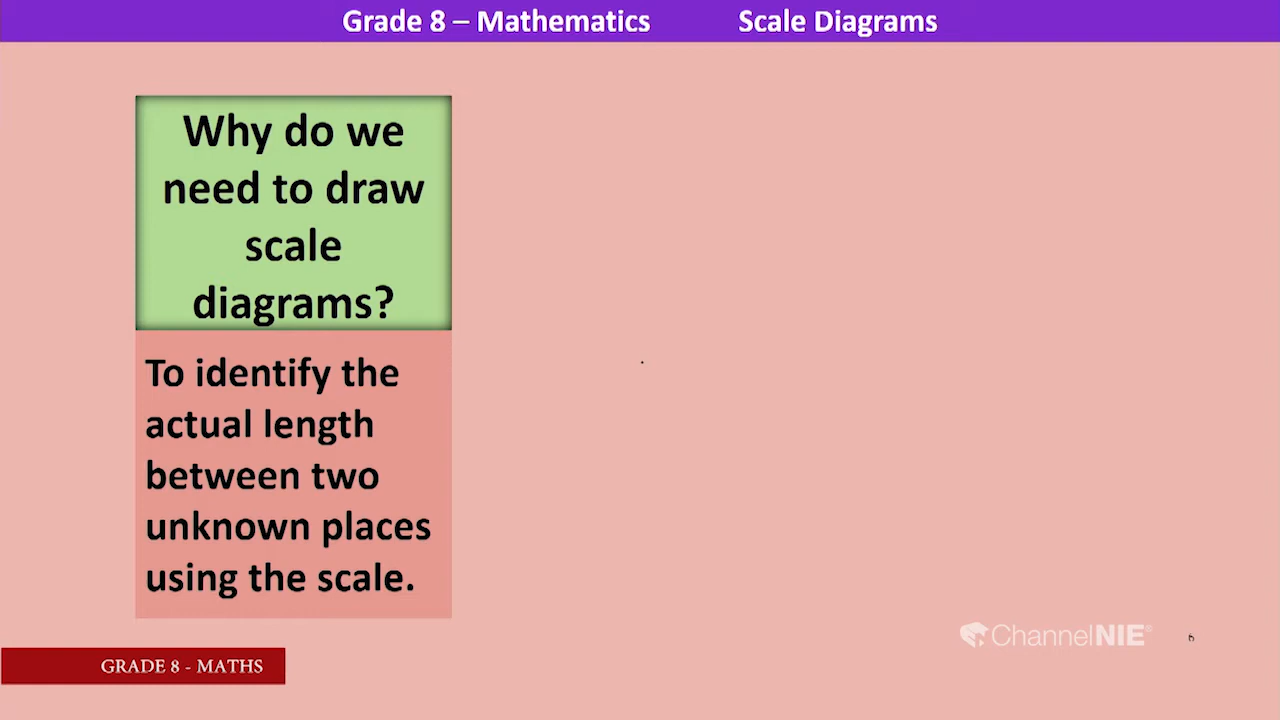 Grade 8 – Mathematics Scale Diagrams
Why do we
need to draw
scale
diagrams?
To identify the
actual length
between two
unknown places
using the scale.
ChannelNIE
6
GRADE 8 - MATHS